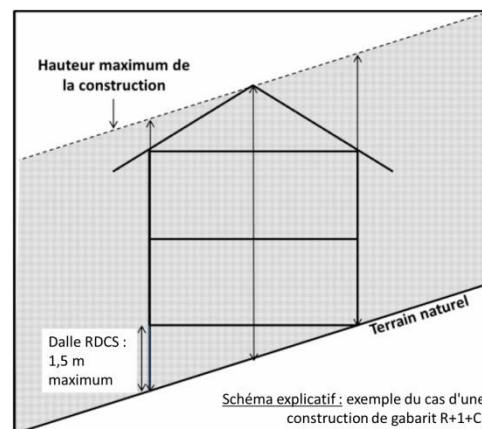 Hauteur maximum de
la construction
Dalle RDCS :
1,5 m
maximum
Terrain naturel
Schéma explicatif : exemple du cas d'une
construction de gabarit R+1+C